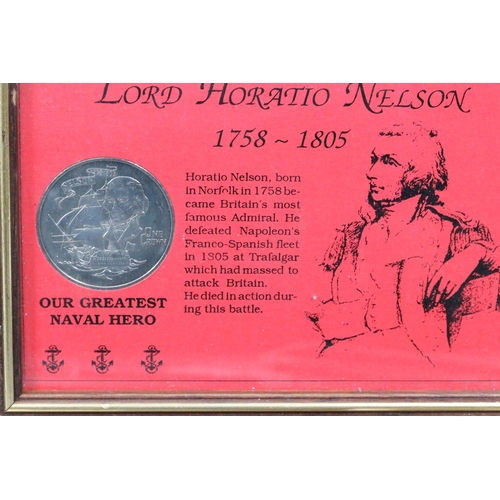 LORD HORATIO NELSON
1758 ~ 1805
Horatio Nelson, born
in Norfolk in 1758 be-
came Britain's most
famous Admiral. He
defeated Napoleon's
Franco-Spanish fleet
in 1805 at Trafalgar
which had massed to
attack Britain.
He died in action dur-
ing this battle.
ONE
CROWN
OUR GREATEST
NAVAL HERO